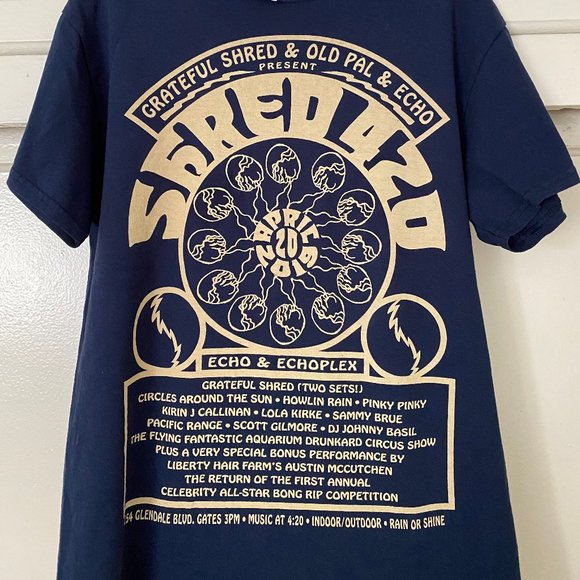 GRATEFUL SHRED & OLD PAL & ECHO
PRESENT
SHRED 420
APRIL 20 2019
ECHO & ECHOPLEX
GRATEFUL SHRED (TWO SETS!)
CIRCLES AROUND THE SUN • HOWLIN RAIN • PINKY PINKY
KIRIN J CALLINAN • LOLA KIRKE • SAMMY BRUE
PACIFIC RANGE • SCOTT GILMORE • DJ JOHNNY BASIL
THE FLYING FANTASTIC AQUARIUM DRUNKARD CIRCUS SHOW
PLUS A VERY SPECIAL BONUS PERFORMANCE BY
LIBERTY HAIR FARM'S AUSTIN MCCUTCHEN
THE RETURN OF THE FIRST ANNUAL
CELEBRITY ALL-STAR BONG RIP COMPETITION
54 GLENDALE BLVD. GATES 3PM • MUSIC AT 4:20 • INDOOR/OUTDOOR • RAIN OR SHINE